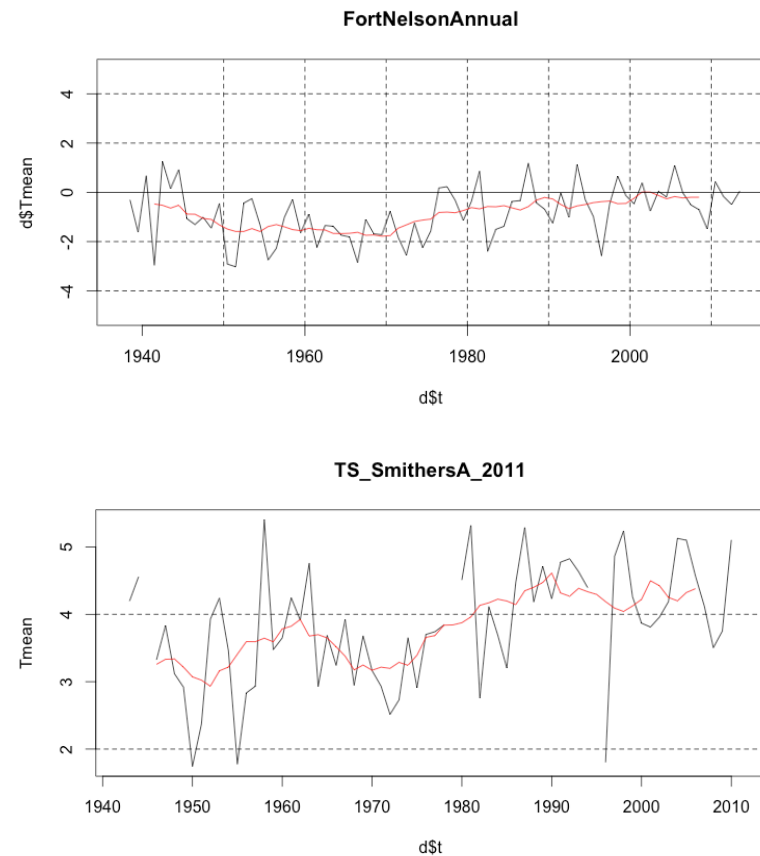 FortNelsonAnnual
4
2
0
-2
-4
d$Tmean
1940 1960 1980 2000
d$t
TS_SmithersA_2011
5
4
3
2
Tmean
1940 1950 1960 1970 1980 1990 2000 2010
d$t